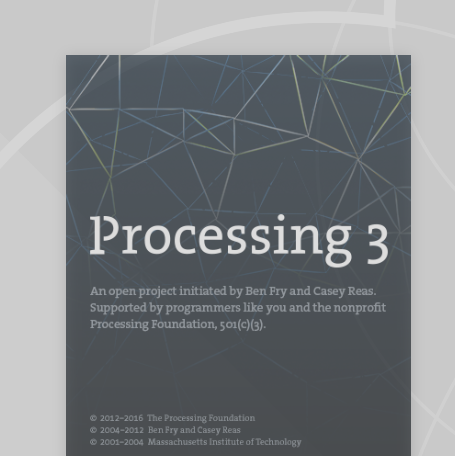 Processing 3
An open project initiated by Ben Fry and Casey Reas.
Supported by programmers like you and the nonprofit
Processing Foundation, 501(c)(3).
© 2012–2016 The Processing Foundation
© 2004–2012 Ben Fry and Casey Reas
© 2001–2004 Massachusetts Institute of Technology